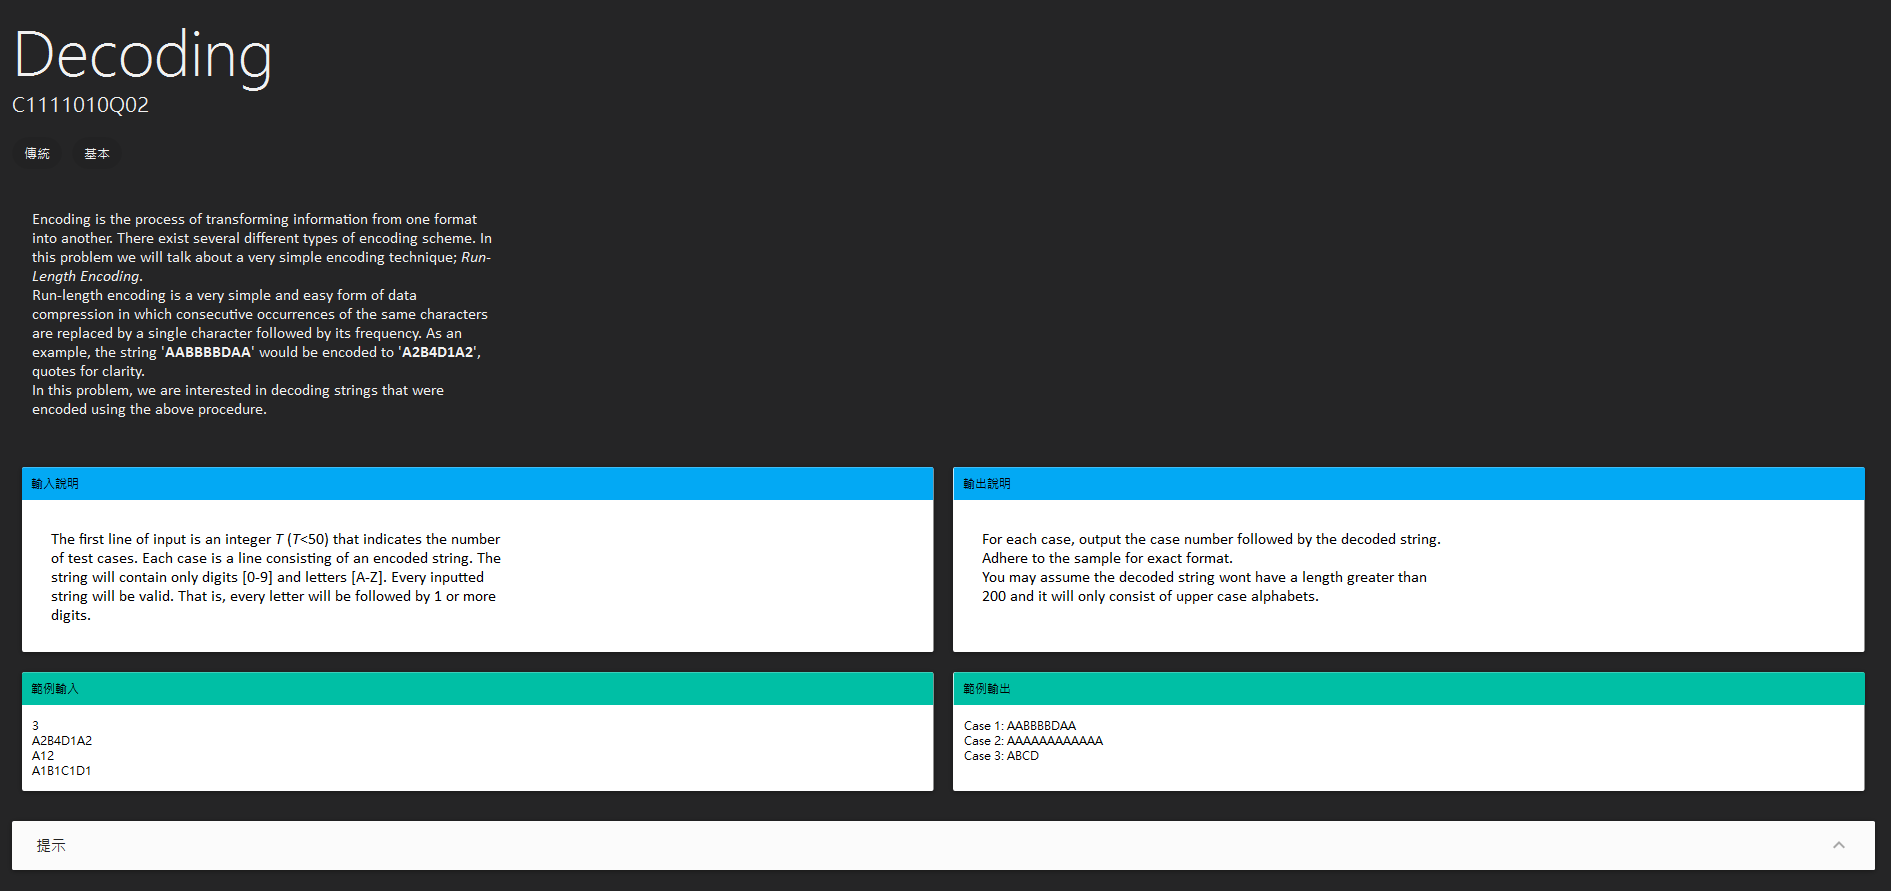 Decoding
C1111010Q02
傳統 基本
Encoding is the process of transforming information from one format
into another. There exist several different types of encoding scheme. In
this problem we will talk about a very simple encoding technique; Run-
Length Encoding.
Run-length encoding is a very simple and easy form of data
compression in which consecutive occurrences of the same characters
are replaced by a single character followed by its frequency. As an
example, the string 'AABBBBDAA' would be encoded to 'A2B4D1A2',
quotes for clarity.
In this problem, we are interested in decoding strings that were
encoded using the above procedure.
輸入說明
The first line of input is an integer T (T<50) that indicates the number
of test cases. Each case is a line consisting of an encoded string. The
string will contain only digits [0-9] and letters [A-Z]. Every inputted
string will be valid. That is, every letter will be followed by 1 or more
digits.
輸出說明
For each case, output the case number followed by the decoded string.
Adhere to the sample for exact format.
You may assume the decoded string wont have a length greater than
200 and it will only consist of upper case alphabets.
範例輸入
3
A2B4D1A2
A12
A1B1C1D1
範例輸出
Case 1: AABBBBDAA
Case 2: AAAAAAAAAAAA
Case 3: ABCD
提示